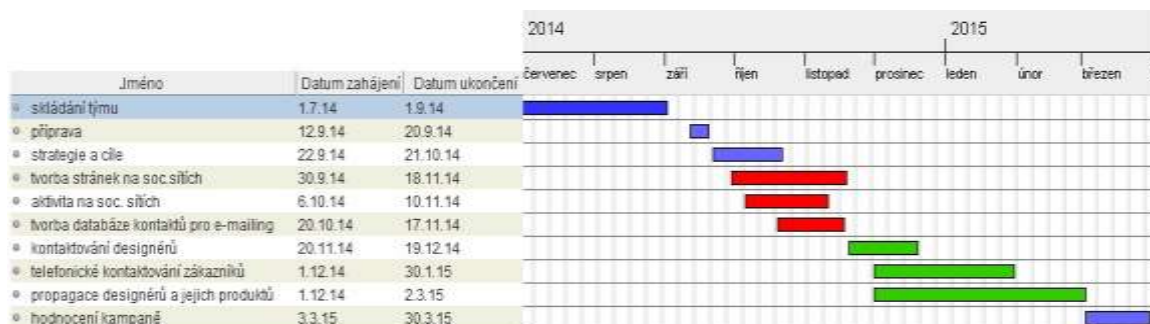 2014 2015
červenec srpen září říjen listopad prosinec leden únor březen
Jméno Datum zahájení Datum ukončení
skládání týmu 1.7.14 1.9.14
příprava 12.9.14 20.9.14
strategie a cíle 22.9.14 21.10.14
tvorba stránek na soc.sítích 30.9.14 18.11.14
aktivita na soc. sítích 6.10.14 10.11.14
tvorba databáze kontaktů pro e-mailing 20.10.14 17.11.14
kontaktování designérů 20.11.14 19.12.14
telefonické kontaktování zákazníků 1.12.14 30.1.15
propagace designérů a jejich produktů 1.12.14 2.3.15
hodnocení kampaně 3.3.15 30.3.15